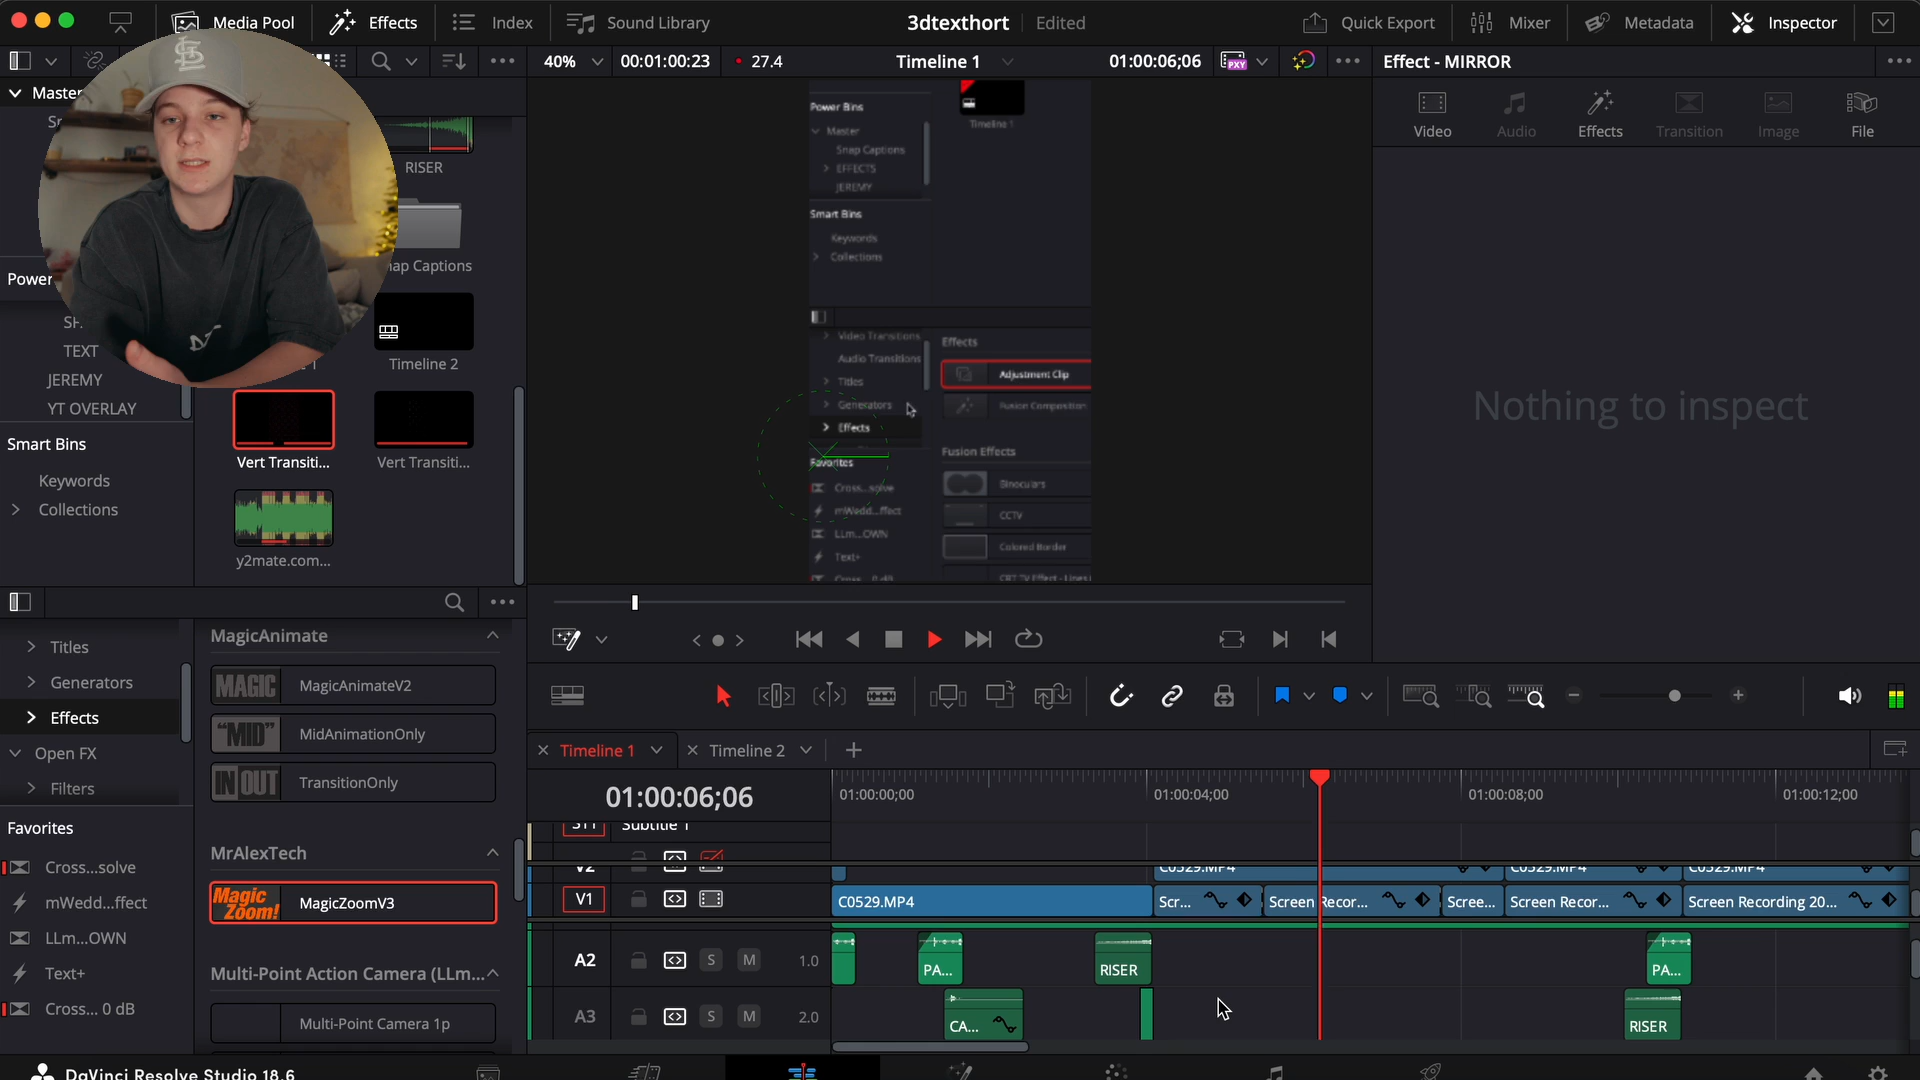 Media Pool
Effects
Index
Sound Library
3dtexthort
Edited
Quick Export
Mixer
Metadata
Inspector
40%
00:01:00:23
27.4
Timeline 1
01:00:06;06
PXY
Effect - MIRROR
Video
Audio
Effects
Transition
Image
File
Nothing to inspect
Master
RISER
Power
TEXT
JEREMY
YT OVERLAY
Timeline 2
Vert Transiti...
Vert Transiti...
Smart Bins
Keywords
Collections
y2mate.com...
Power Bins
Master
Snap Captions
EFFECTS
JEREMY
Timeline 1
Smart Bins
Keywords
Collections
Video Transitions
Audio Transitions
Titles
Generators
Effects
Favorites
Cross...solve
mWedd...ffect
LLm...OWN
Text+
Cross... 0 dB
Effects
Adjustment Clip
Fusion Composition
Fusion Effects
Binoculars
CCTV
Colored Border
Titles
Generators
Effects
Open FX
Filters
Favorites
Cross...solve
mWedd...ffect
LLm...OWN
Text+
Cross... 0 dB
MagicAnimate
MAGIC
MagicAnimateV2
"MID"
MidAnimationOnly
IN OUT
TransitionOnly
MrAlexTech
Magic Zoom!
MagicZoomV3
Multi-Point Action Camera (LLm...
Multi-Point Camera 1p
Timeline 1
Timeline 2
01:00:06;06
01:00:00;00
01:00:04;00
01:00:08;00
01:00:12;00
ST1
Subtitle 1
V2
C0529.MP4
C0529.MP4
C0529.MP4
V1
C0529.MP4
Scr...
Screen Recor...
Scree...
Screen Recor...
Screen Recording 20...
A2
S
M
1.0
PA...
RISER
PA...
A3
S
M
2.0
CA...
RISER
DaVinci Resolve Studio 18.6